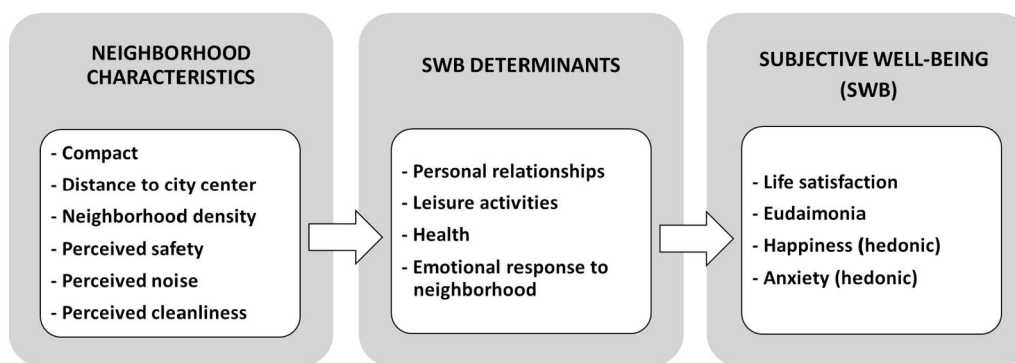 NEIGHBORHOOD
CHARACTERISTICS
- Compact
- Distance to city center
- Neighborhood density
- Perceived safety
- Perceived noise
- Perceived cleanliness
SWB DETERMINANTS
- Personal relationships
- Leisure activities
- Health
- Emotional response to
neighborhood
SUBJECTIVE WELL-BEING
(SWB)
- Life satisfaction
- Eudaimonia
- Happiness (hedonic)
- Anxiety (hedonic)